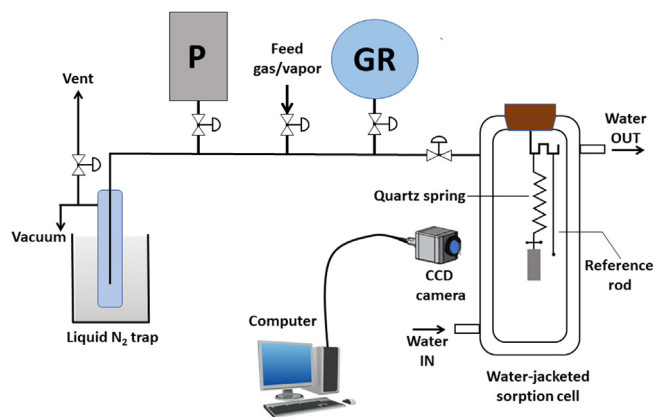 P
Feed
gas/vapor
GR
Vent
Water
OUT
Quartz spring
Vacuum
CCD
camera
Reference
rod
Liquid N₂ trap
Computer
Water
IN
Water-jacketed
sorption cell